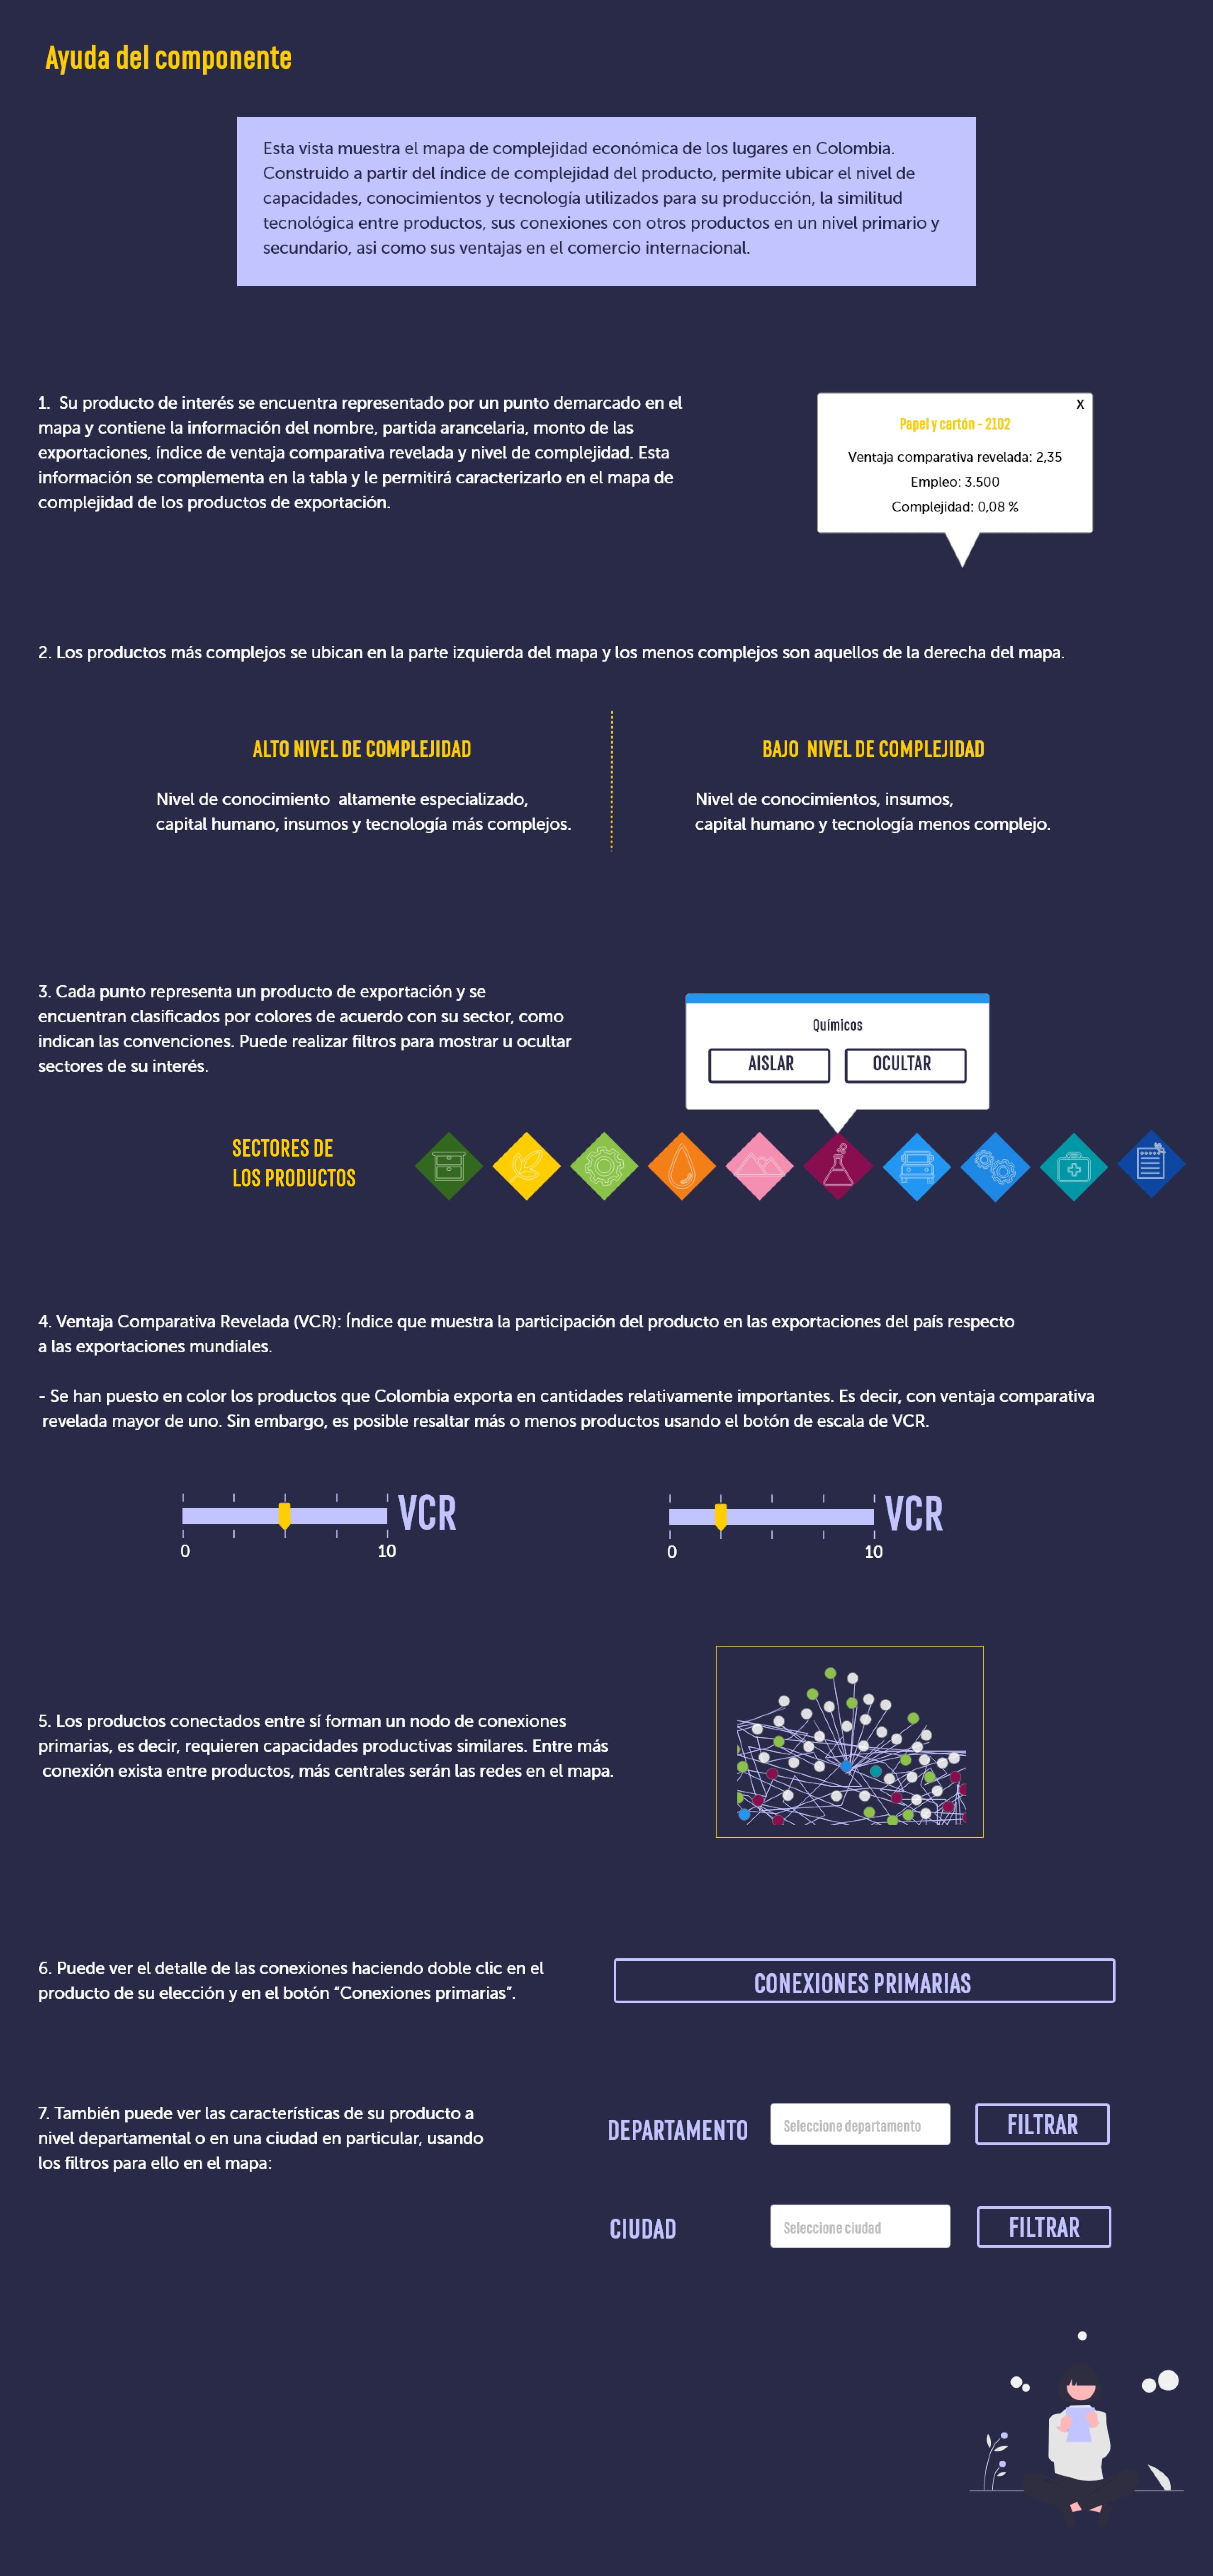 Ayuda del componente
Esta vista muestra el mapa de complejidad económica de los lugares en Colombia.
Construido a partir del índice de complejidad del producto, permite ubicar el nivel de
capacidades, conocimientos y tecnología utilizados para su producción, la similitud
tecnológica entre productos, sus conexiones con otros productos en un nivel primario y
secundario, asi como sus ventajas en el comercio internacional.
1. Su producto de interés se encuentra representado por un punto demarcado en el
mapa y contiene la información del nombre, partida arancelaria, monto de las
exportaciones, índice de ventaja comparativa revelada y nivel de complejidad. Esta
información se complementa en la tabla y le permitirá caracterizarlo en el mapa de
complejidad de los productos de exportación.
X
Papel y cartón - 2102
Ventaja comparativa revelada: 2,35
Empleo: 3.500
Complejidad: 0,08 %
2. Los productos más complejos se ubican en la parte izquierda del mapa y los menos complejos son aquellos de la derecha del mapa.
ALTO NIVEL DE COMPLEJIDAD
Nivel de conocimiento altamente especializado,
capital humano, insumos y tecnología más complejos.
BAJO NIVEL DE COMPLEJIDAD
Nivel de conocimientos, insumos,
capital humano y tecnología menos complejo.
3. Cada punto representa un producto de exportación y se
encuentran clasificados por colores de acuerdo con su sector, como
indican las convenciones. Puede realizar filtros para mostrar u ocultar
sectores de su interés.
Químicos
AISLAR OCULTAR
SECTORES DE
LOS PRODUCTOS
4. Ventaja Comparativa Revelada (VCR): Índice que muestra la participación del producto en las exportaciones del país respecto
a las exportaciones mundiales.
- Se han puesto en color los productos que Colombia exporta en cantidades relativamente importantes. Es decir, con ventaja comparativa
revelada mayor de uno. Sin embargo, es posible resaltar más o menos productos usando el botón de escala de VCR.
VCR
0 10
VCR
0 10
5. Los productos conectados entre sí forman un nodo de conexiones
primarias, es decir, requieren capacidades productivas similares. Entre más
conexión exista entre productos, más centrales serán las redes en el mapa.
6. Puede ver el detalle de las conexiones haciendo doble clic en el
producto de su elección y en el botón “Conexiones primarias”.
CONEXIONES PRIMARIAS
7. También puede ver las características de su producto a
nivel departamental o en una ciudad en particular, usando
los filtros para ello en el mapa:
DEPARTAMENTO Seleccione departamento FILTRAR
CIUDAD Seleccione ciudad FILTRAR